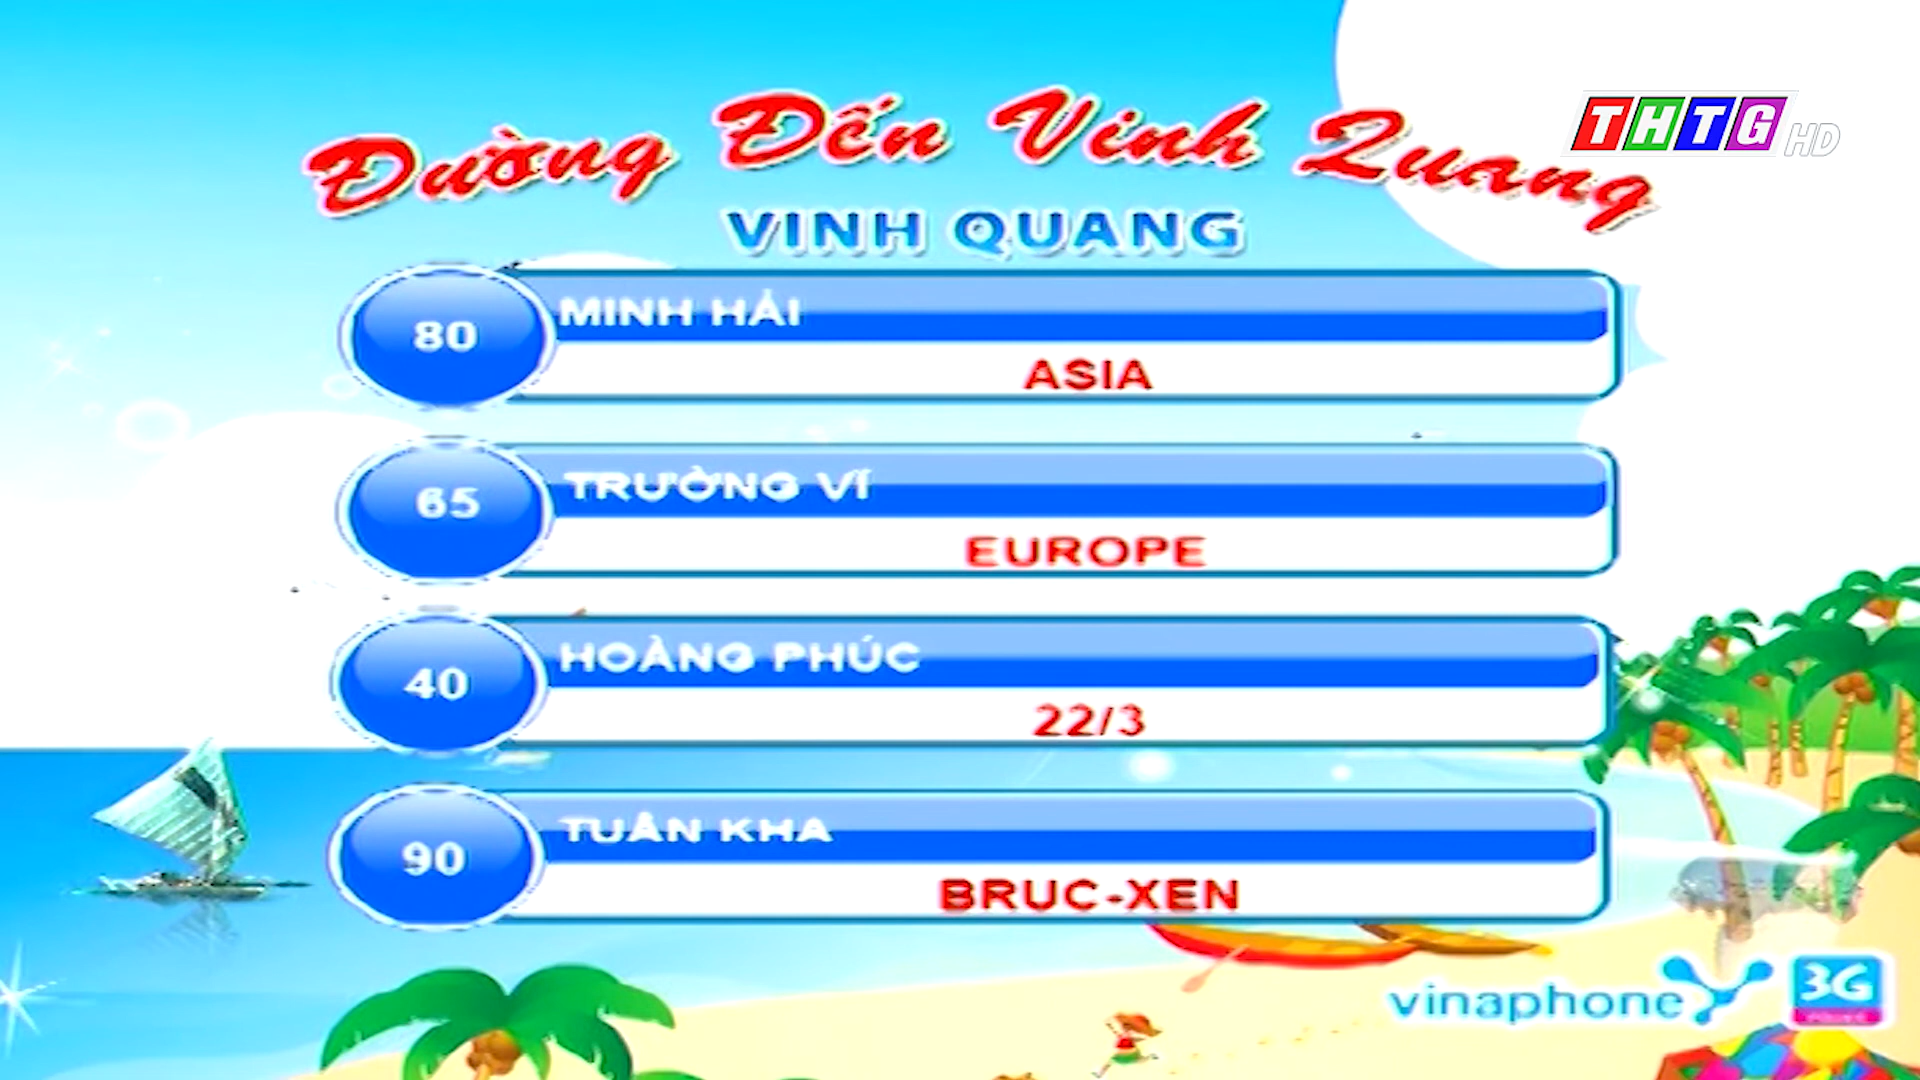 THTG HD
Đường Đến Vinh Quang
VINH QUANG
80
MINH HẢI
ASIA
65
TRƯỜNG VĨ
EUROPE
40
HOÀNG PHÚC
22/3
90
TUÂN KHA
BRUC-XEN
vinaphone
3G